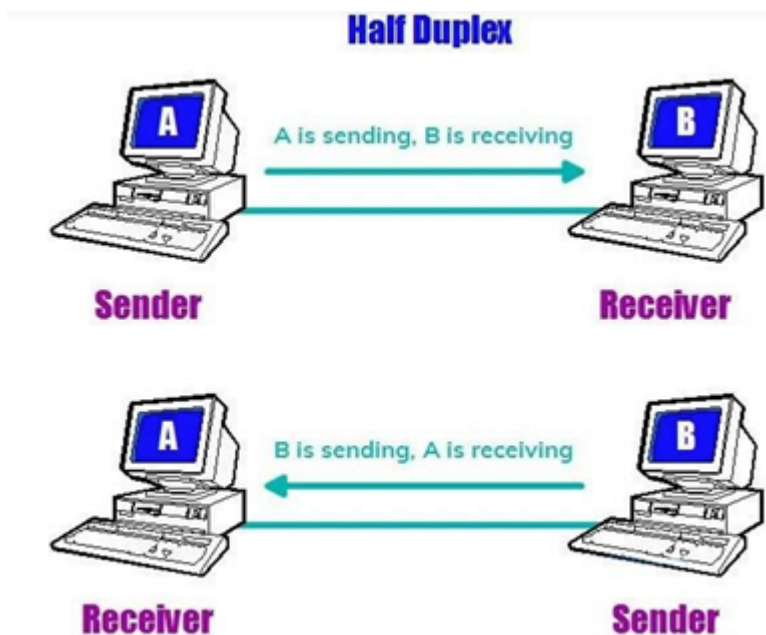 Half Duplex
A B
A is sending, B is receiving
Sender Receiver
A B
B is sending, A is receiving
Receiver Sender